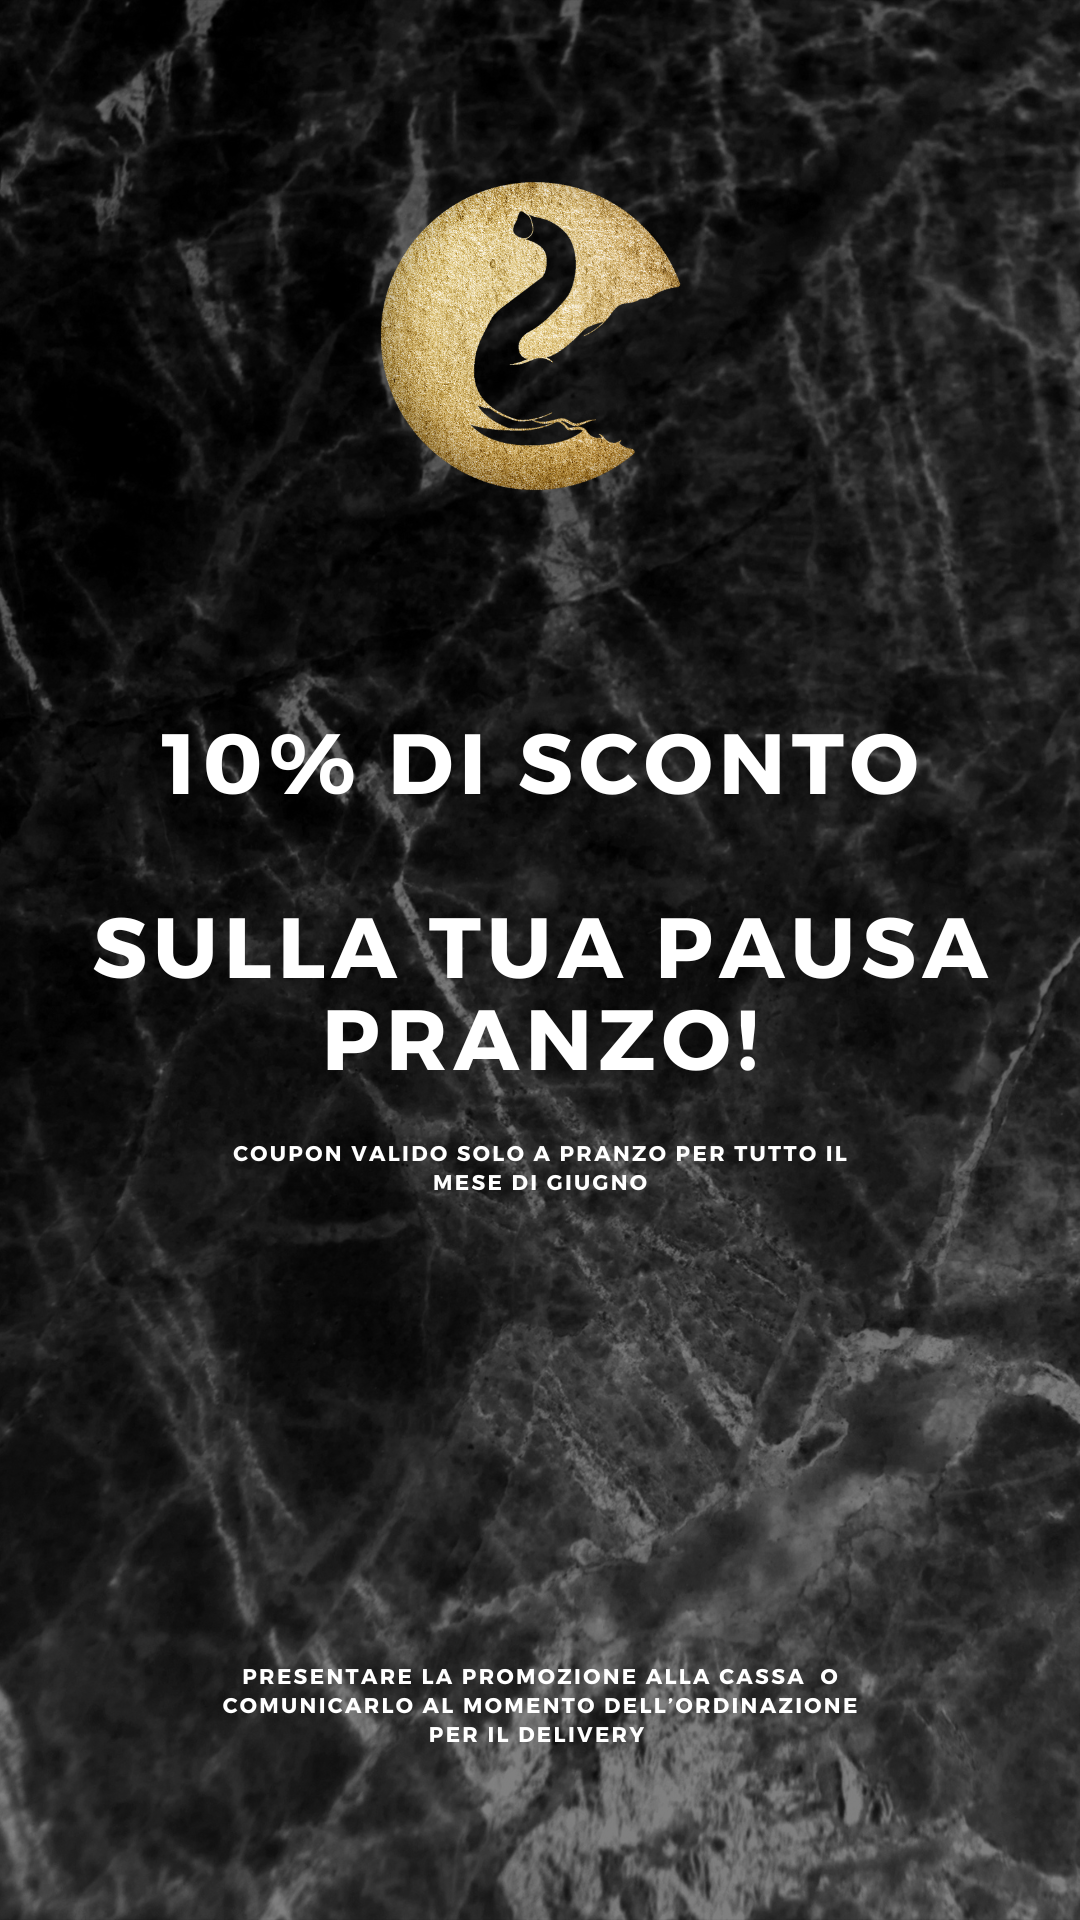 10% DI SCONTO
SULLA TUA PAUSA
PRANZO!
COUPON VALIDO SOLO A PRANZO PER TUTTO IL
MESE DI GIUGNO
PRESENTARE LA PROMOZIONE ALLA CASSA O
COMUNICARLO AL MOMENTO DELL'ORDINAZIONE
PER IL DELIVERY